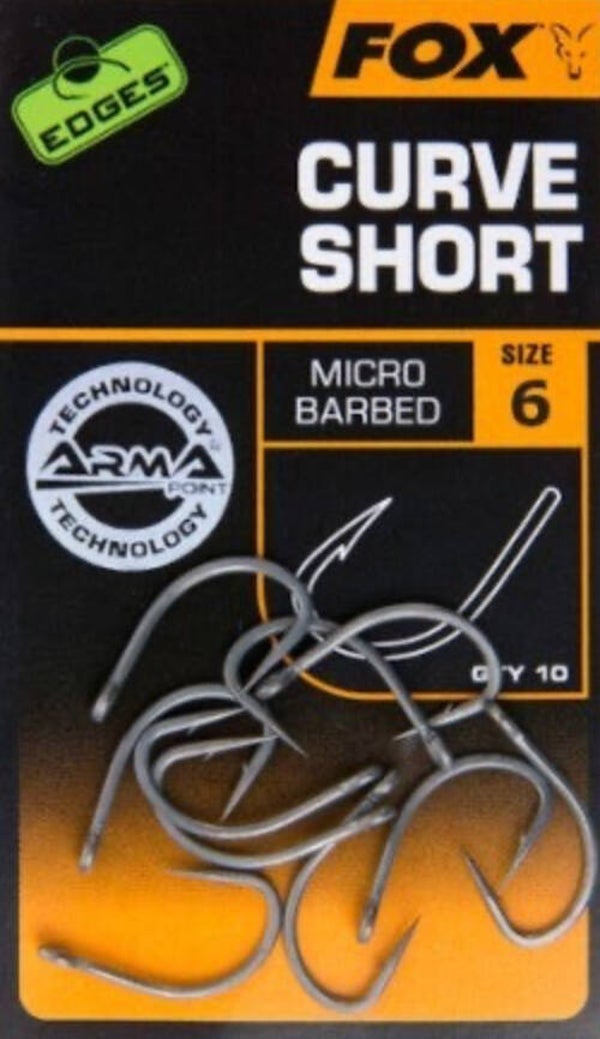 EDGES
FOX
CURVE
SHORT
MICRO
BARBED
SIZE
6
TECHNOLOGY
ARMA
POINT
TECHNOLOGY
QTY 10